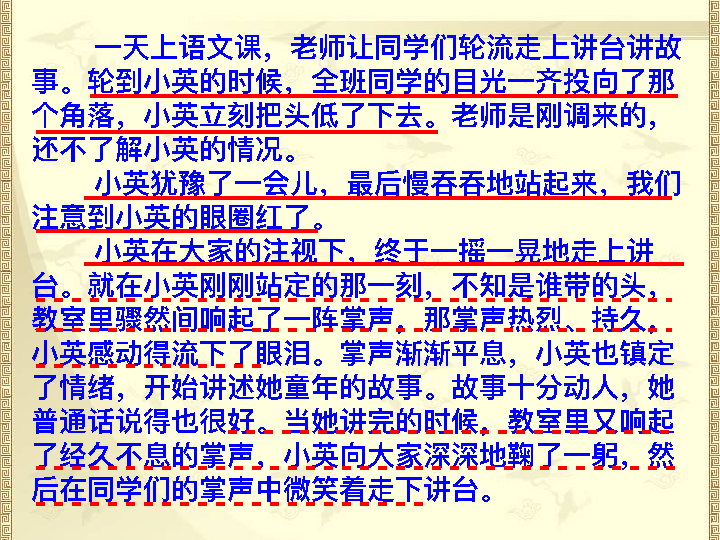 一天上语文课，老师让同学们轮流走上讲台讲故
事。轮到小英的时候，全班同学的目光一齐投向了那
个角落，小英立刻把头低了下去。老师是刚调来的，
还不了解小英的情况。
小英犹豫了一会儿，最后慢吞吞地站起来，我们
注意到小英的眼圈红了。
小英在大家的注视下，终于一摇一晃地走上讲
台。就在小英刚刚站定的那一刻，不知是谁带的头，
教室里骤然间响起了一阵掌声，那掌声热烈、持久。
小英感动得流下了眼泪。掌声渐渐平息，小英也镇定
了情绪，开始讲述她童年的故事。故事十分动人，她
普通话说得也很好。当她讲完的时候，教室里又响起
了经久不息的掌声，小英向大家深深地鞠了一躬，然
后在同学们的掌声中微笑着走下讲台。